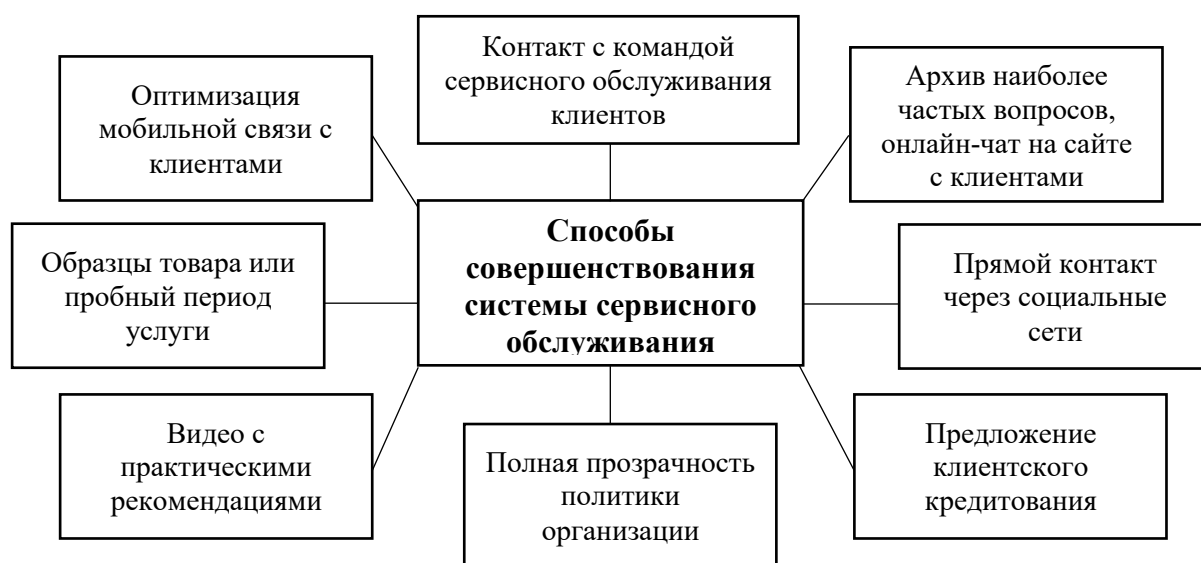 Контакт с командой
сервисного обслуживания
клиентов
Оптимизация
мобильной связи с
клиентами
Архив наиболее
частых вопросов,
онлайн-чат на сайте
с клиентами
Способы
совершенствования
системы сервисного
обслуживания
Образцы товара или
пробный период
услуги
Прямой контакт
через социальные
сети
Видео с
практическими
рекомендациями
Полная прозрачность
политики
организации
Предложение
клиентского
кредитования